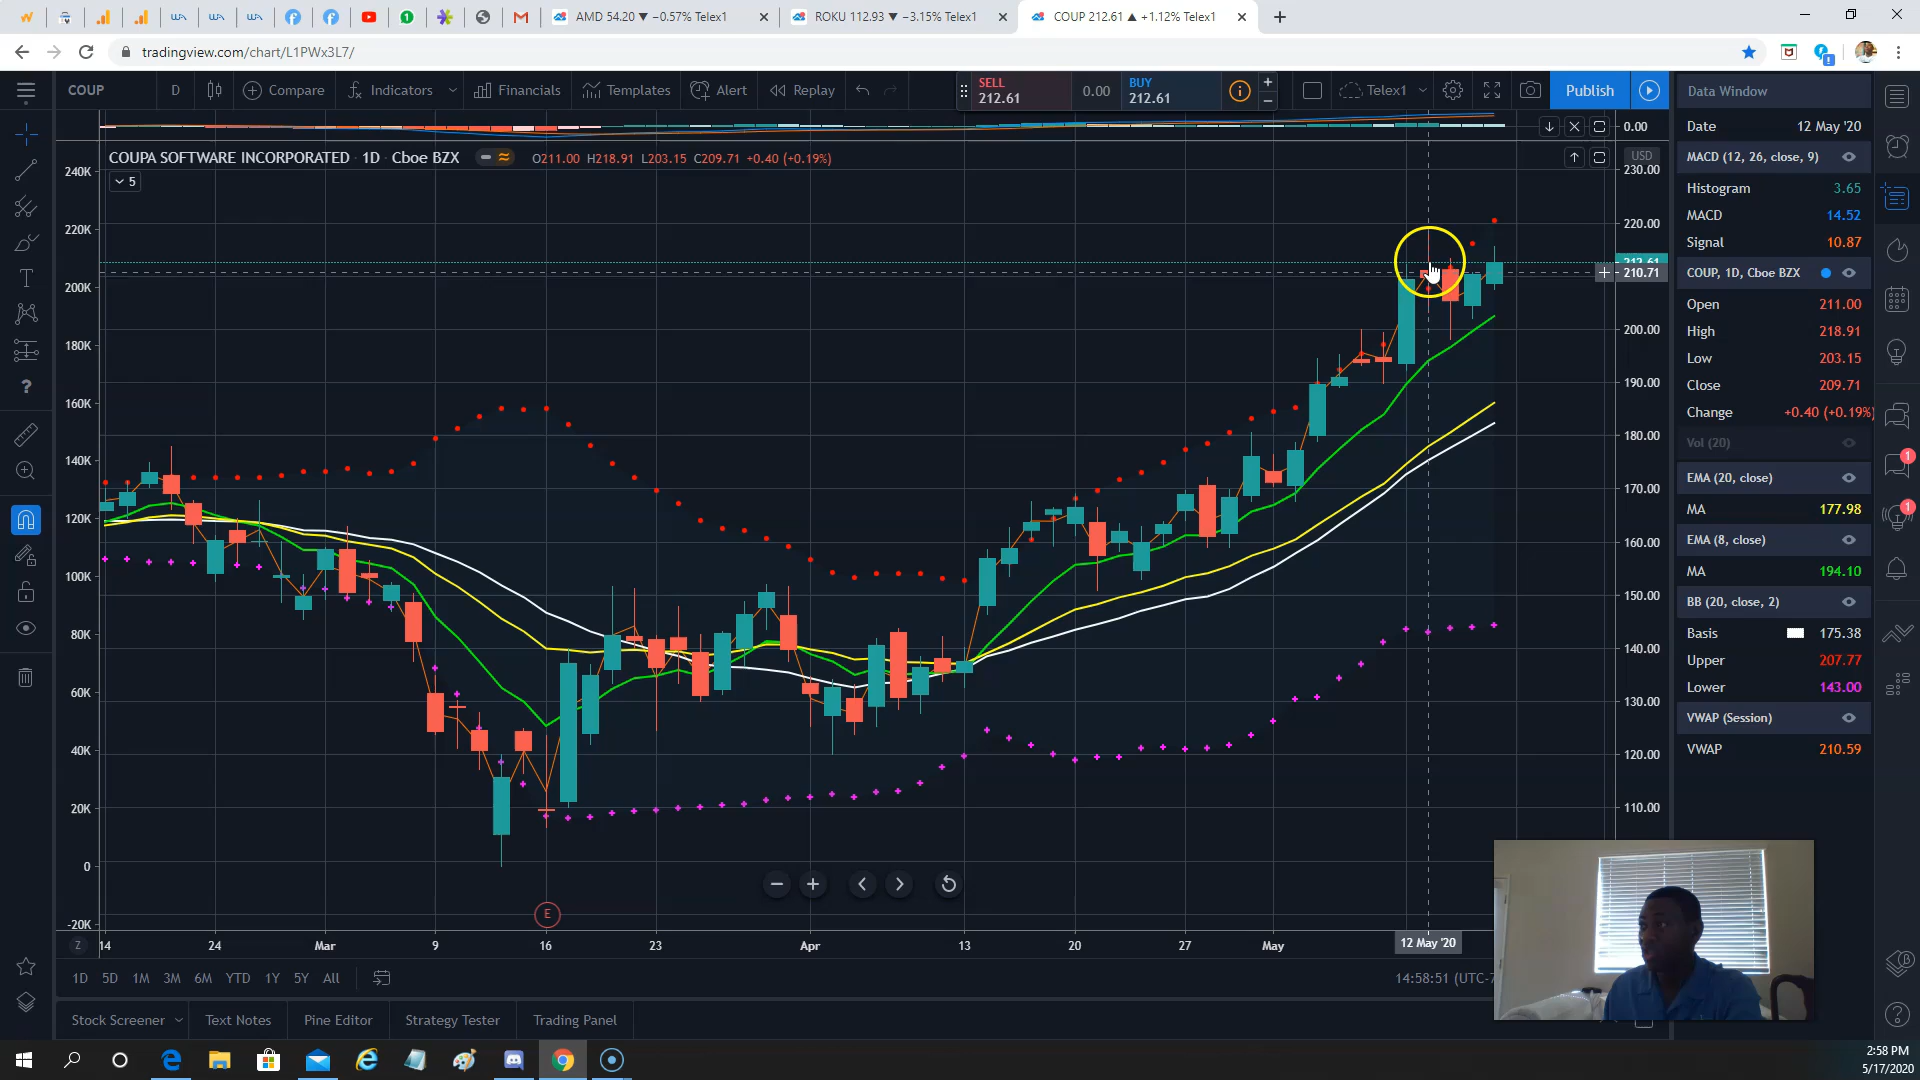 AMD 54.20 ▼ −0.57% Telex1
ROKU 112.93 ▼ −3.15% Telex1
COUP 212.61 ▲ +1.12% Telex1
tradingview.com/chart/L1PWx3L7/
COUP D Compare Indicators Financials Templates Alert Replay
SELL
212.61
0.00
BUY
212.61
Telex1
Publish
Data Window
0.00
Date 12 May '20
COUPA SOFTWARE INCORPORATED · 1D · Cboe BZX O211.00 H218.91 L203.15 C209.71 +0.40 (+0.19%)
5
USD
MACD (12, 26, close, 9)
Histogram 3.65
MACD 14.52
Signal 10.87
COUP, 1D, Cboe BZX
Open 211.00
High 218.91
Low 203.15
Close 209.71
Change +0.40 (+0.19%)
Vol (20)
EMA (20, close)
MA 177.98
EMA (8, close)
MA 194.10
BB (20, close, 2)
Basis 175.38
Upper 207.77
Lower 143.00
VWAP (Session)
VWAP 210.59
240K
220K
200K
180K
160K
140K
120K
100K
80K
60K
40K
20K
0
-20K
230.00
220.00
212.61
210.71
200.00
190.00
180.00
170.00
160.00
150.00
140.00
130.00
120.00
110.00
E
Z
14 24 Mar 9 16 23 Apr 13 20 27 May 12 May '20
1D 5D 1M 3M 6M YTD 1Y 5Y All
14:58:51 (UTC-7
Stock Screener Text Notes Pine Editor Strategy Tester Trading Panel
1
1
2:58 PM
5/17/2020